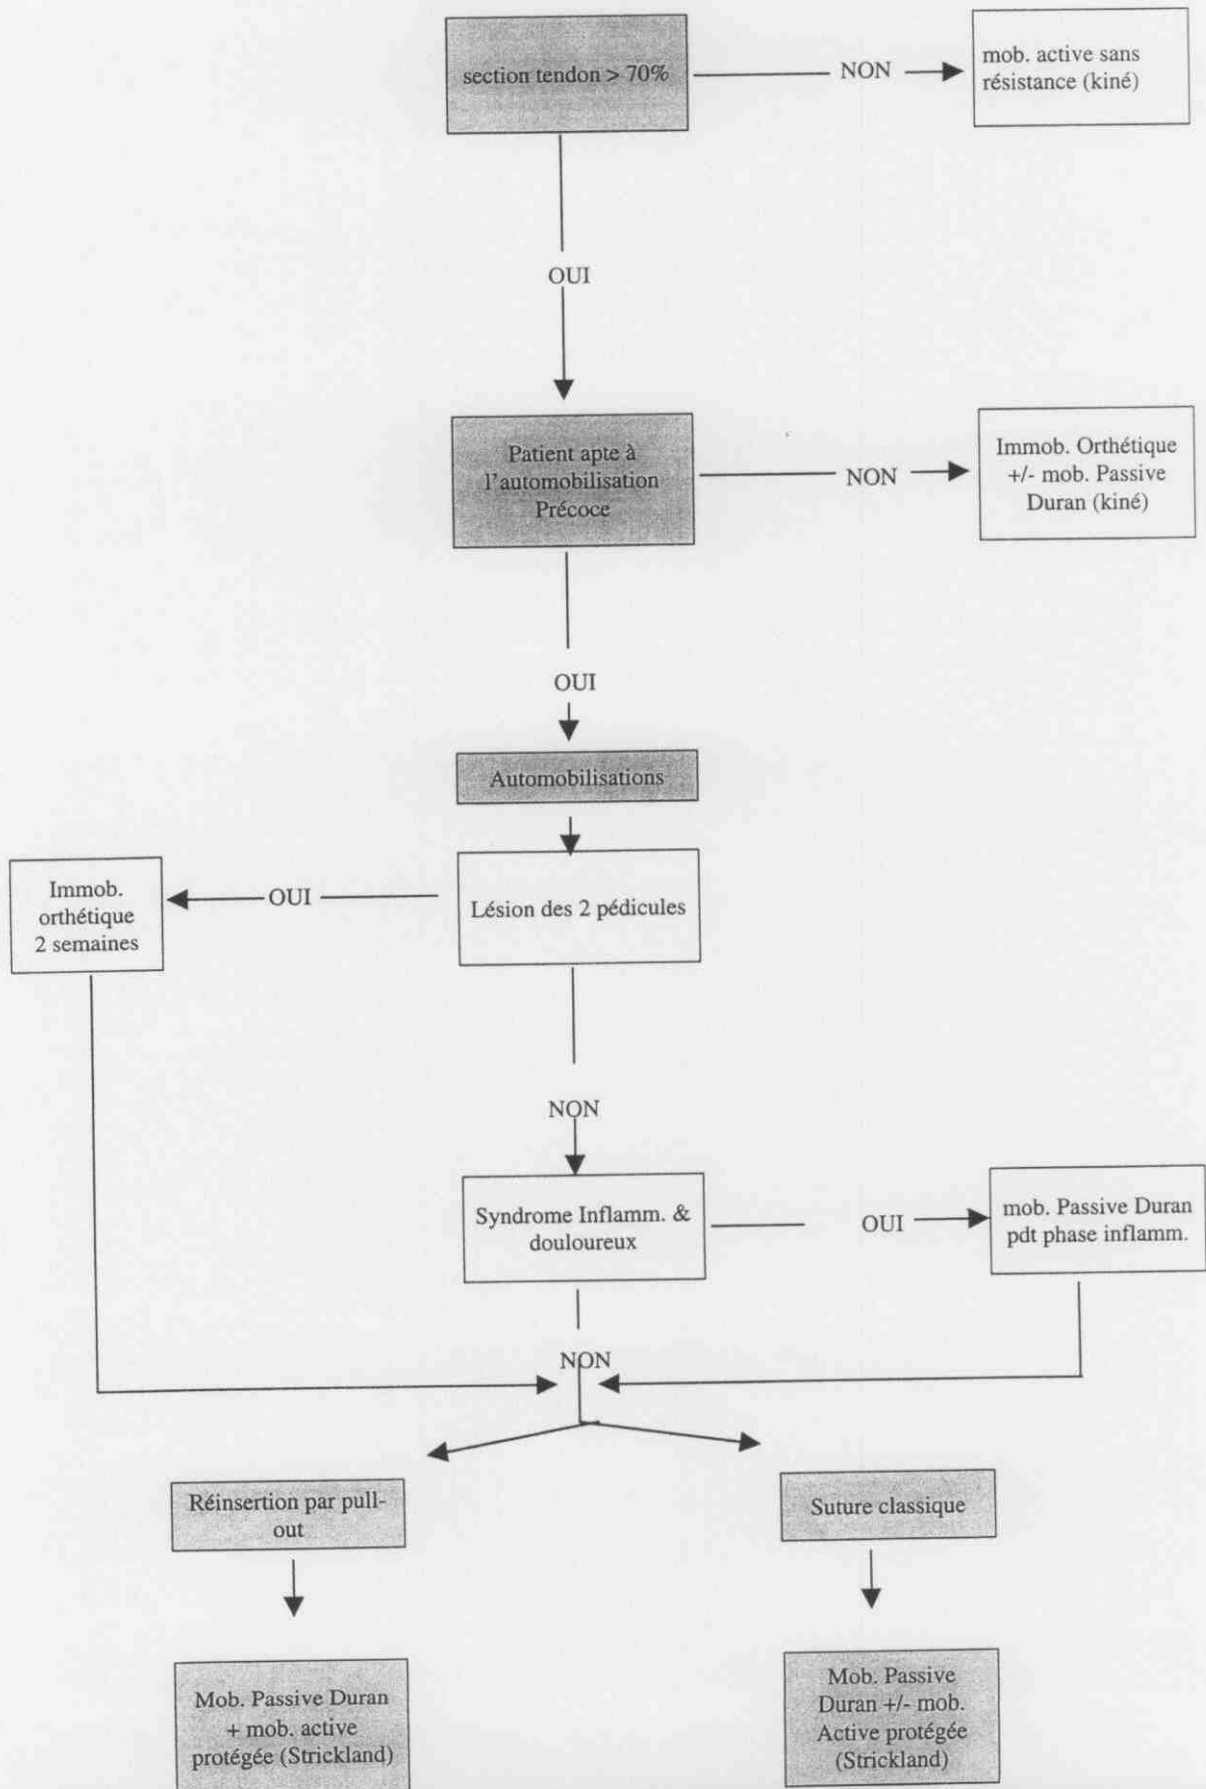 section tendon > 70%
NON
mob. active sans
résistance (kiné)
OUI
Patient apte à
l'automobilisation
Précoce
NON
Immob. Orthétique
+/- mob. Passive
Duran (kiné)
OUI
Automobilisations
Immob.
orthétique
2 semaines
OUI
Lésion des 2 pédicules
NON
Syndrome Inflamm. &
douloureux
OUI
mob. Passive Duran
pdt phase inflamm.
NON
Réinsertion par pull-
out
Suture classique
Mob. Passive Duran
+ mob. active
protégée (Strickland)
Mob. Passive
Duran +/- mob.
Active protégée
(Strickland)